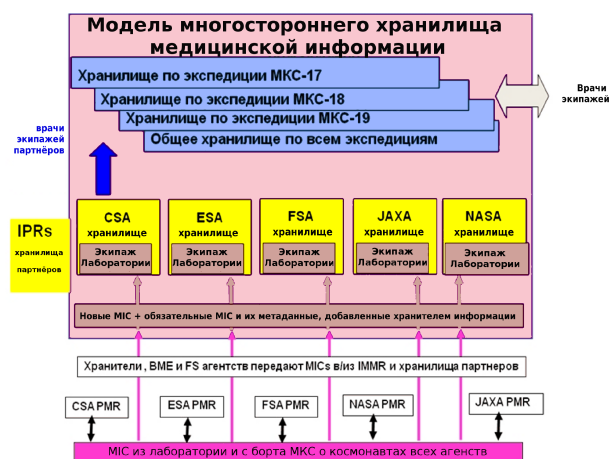 Модель многостороннего хранилища
медицинской информации
Хранилище по экспедиции МКС-17
Хранилище по экспедиции МКС-18
Хранилище по экспедиции МКС-19
Общее хранилище по всем экспедициям
Врачи
экипажей
врачи
экипажей
партнёров
IPRs
хранилища
партнёров
CSA
хранилище
Экипаж
Лаборатории
ESA
хранилище
Экипаж
Лаборатории
FSA
хранилище
Экипаж
Лаборатории
JAXA
хранилище
Экипаж
Лаборатории
NASA
хранилище
Экипаж
Лаборатории
Новые MIC + обязательные MIC и их метаданные, добавленные хранителем информации
Хранители, BME и FS агентств передают MICs в/из IMMR и хранилища партнеров
CSA PMR
ESA PMR
FSA PMR
NASA PMR
JAXA PMR
MIC из лаборатории и с борта МКС о космонавтах всех агенств